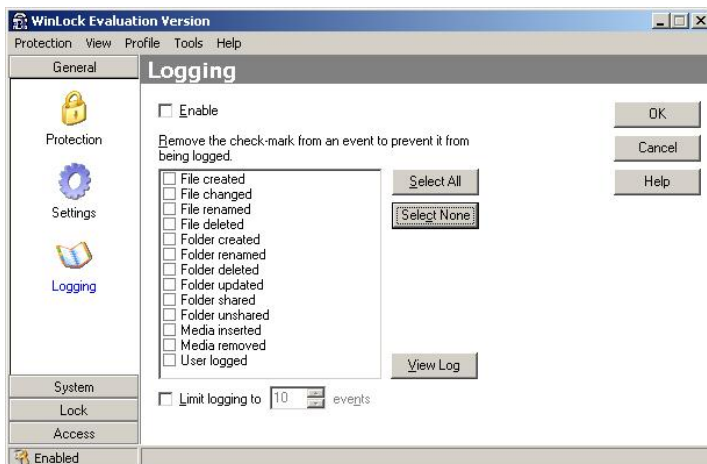 WinLock Evaluation Version
Protection View Profile Tools Help
General
Protection
Settings
Logging
System
Lock
Access
Logging
Enable
Remove the check-mark from an event to prevent it from
being logged.
File created
File changed
File renamed
File deleted
Folder created
Folder renamed
Folder deleted
Folder updated
Folder shared
Folder unshared
Media inserted
Media removed
User logged
Select All
Select None
View Log
Limit logging to 10 events
OK
Cancel
Help
Enabled